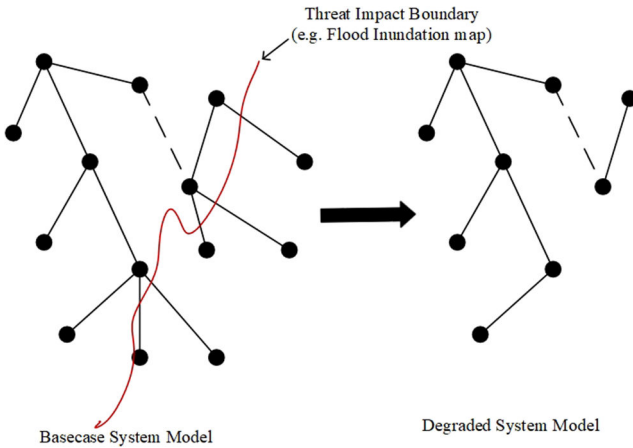 Threat Impact Boundary
(e.g. Flood Inundation map)
Basecase System Model
Degraded System Model